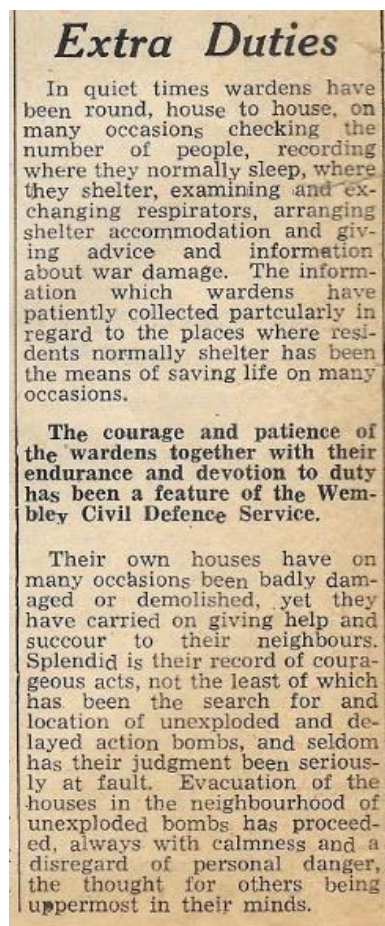 Extra Duties
In quiet times wardens have
been round, house to house, on
many occasions checking the
number of people, recording
where they normally sleep, where
they shelter, examining and ex-
changing respirators, arranging
shelter accommodation and giv-
ing advice and information
about war damage. The inform-
ation which wardens have
patiently collected partcularly in
regard to the places where resi-
dents normally shelter has been
the means of saving life on many
occasions.
The courage and patience of
the wardens together with their
endurance and devotion to duty
has been a feature of the Wem-
bley Civil Defence Service.
Their own houses have on
many occasions been badly dam-
aged or demolished, yet they
have carried on giving help and
succour to their neighbours.
Splendid is their record of coura-
geous acts, not the least of which
has been the search for and
location of unexploded and de-
layed action bombs, and seldom
has their judgment been serious-
ly at fault. Evacuation of the
houses in the neighbourhood of
unexploded bombs has proceed-
ed, always with calmness and a
disregard of personal danger,
the thought for others being
uppermost in their minds.